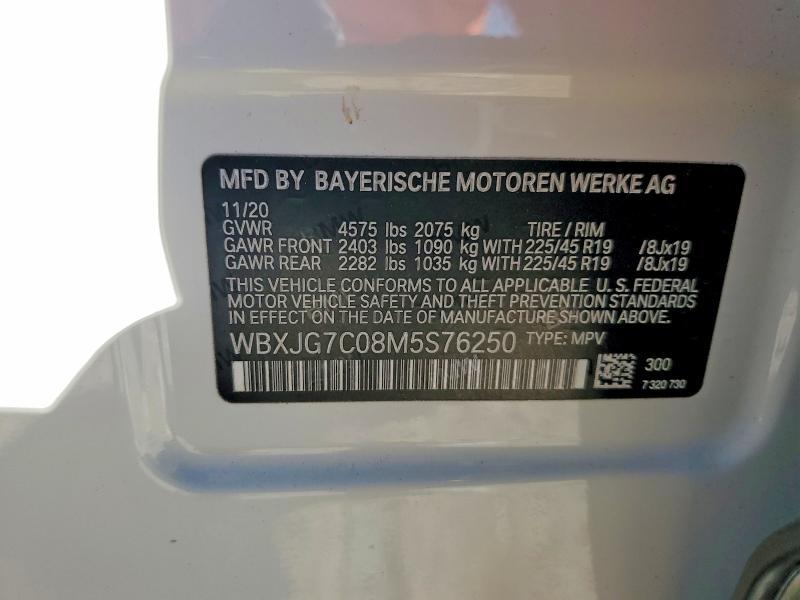 MFD BY BAYERISCHE MOTOREN WERKE AG
11/20
GVWR 4575 lbs 2075 kg TIRE / RIM
GAWR FRONT 2403 lbs 1090 kg WITH 225/45 R19 /8Jx19
GAWR REAR 2282 lbs 1035 kg WITH 225/45 R19 /8Jx19
THIS VEHICLE CONFORMS TO ALL APPLICABLE U. S. FEDERAL
MOTOR VEHICLE SAFETY AND THEFT PREVENTION STANDARDS
IN EFFECT ON THE DATE OF MANUFACTURE SHOWN ABOVE.
WBXJG7C08M5S76250 TYPE: MPV
300
7 320 730